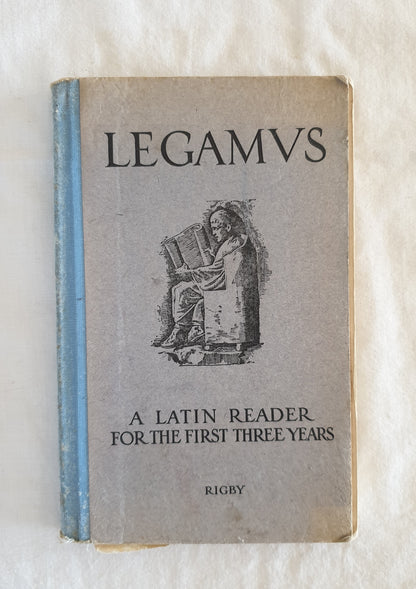 LEGAMVS
A LATIN READER
FOR THE FIRST THREE YEARS
RIGBY